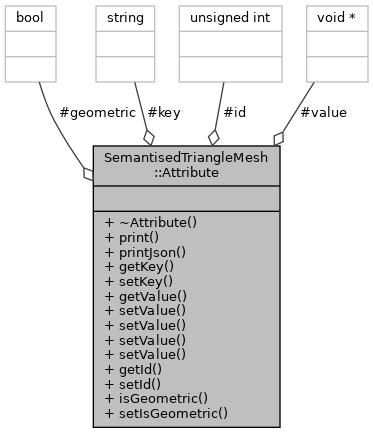 bool
string
unsigned int
void *
#geometric
#key
#id
#value
SemantisedTriangleMesh
::Attribute
+ ~Attribute()
+ print()
+ printJson()
+ getKey()
+ setKey()
+ getValue()
+ setValue()
+ setValue()
+ setValue()
+ setValue()
+ getId()
+ setId()
+ isGeometric()
+ setIsGeometric()